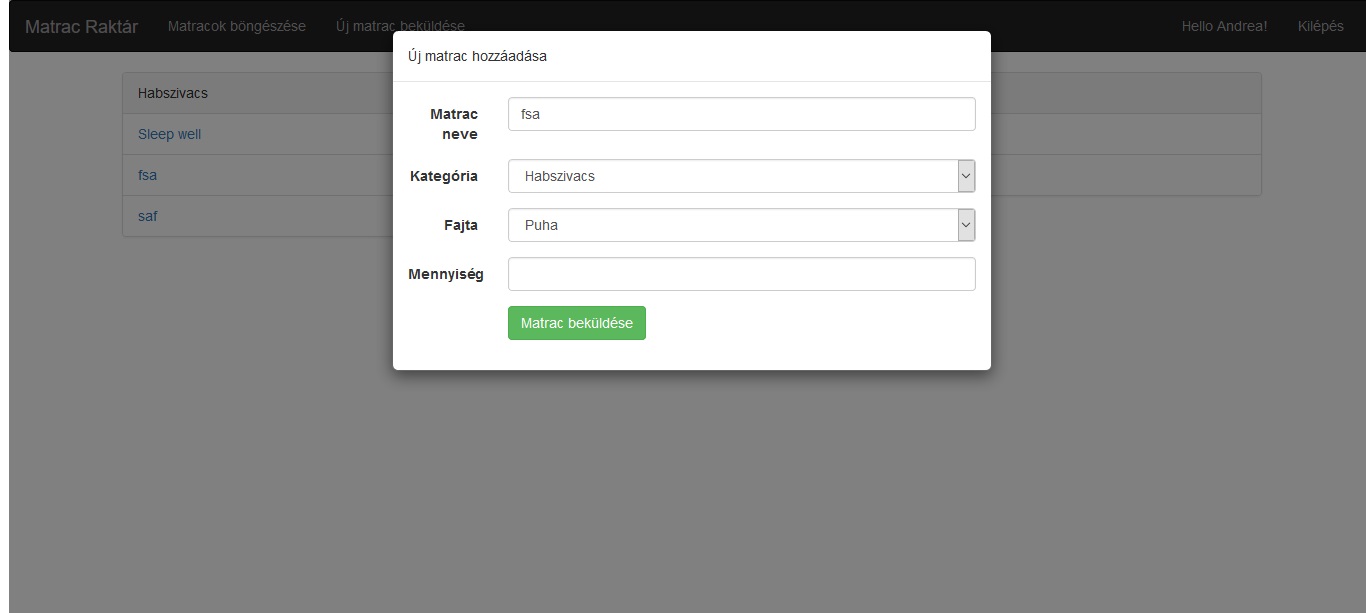 Matrac Raktár Matracok böngészése Új matrac beküldése Hello Andrea! Kilépés
Új matrac hozzáadása
Habszivacs
Sleep well
fsa
saf
Matrac neve
fsa
Kategória
Habszivacs
Fajta
Puha
Mennyiség
Matrac beküldése